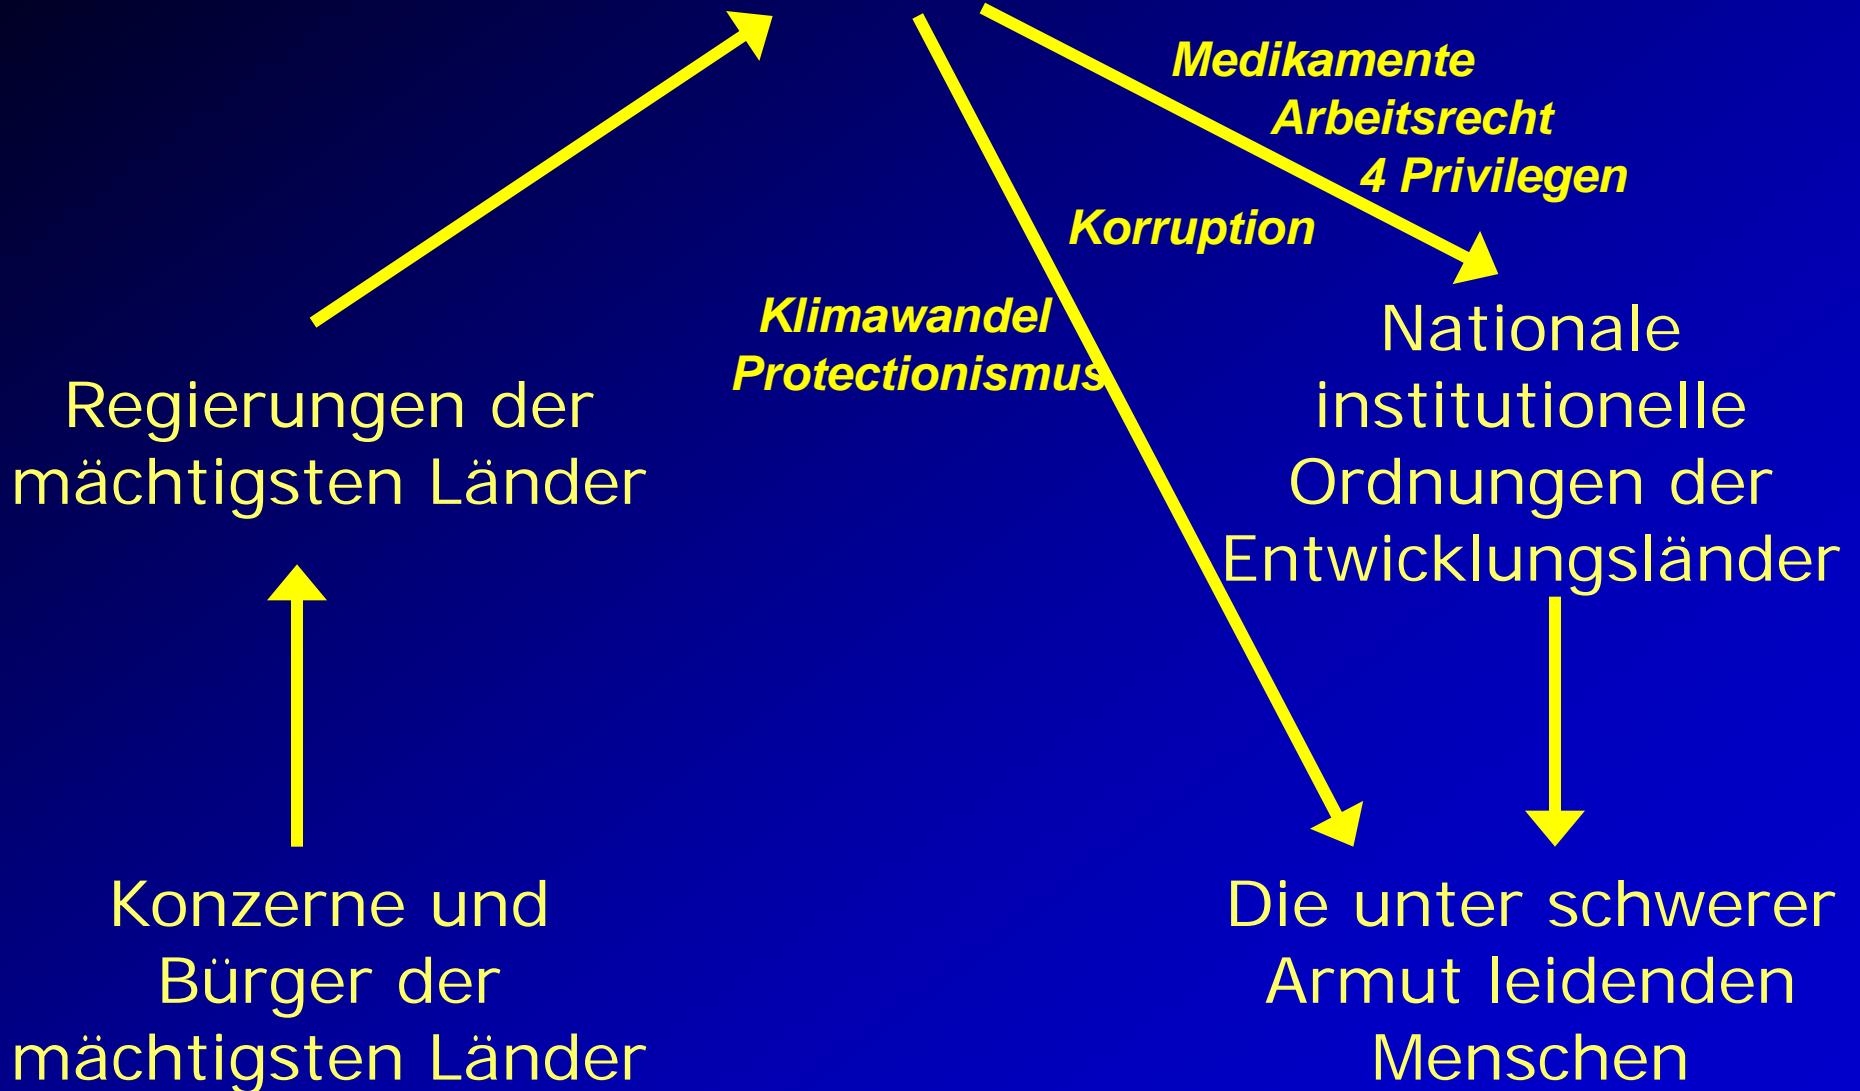 Medikamente
Arbeitsrecht
4 Privilegen
Korruption
Klimawandel
Protectionismus
Regierungen der
mächtigsten Länder
Nationale
institutionelle
Ordnungen der
Entwicklungsländer
Konzerne und
Bürger der
mächtigsten Länder
Die unter schwerer
Armut leidenden
Menschen